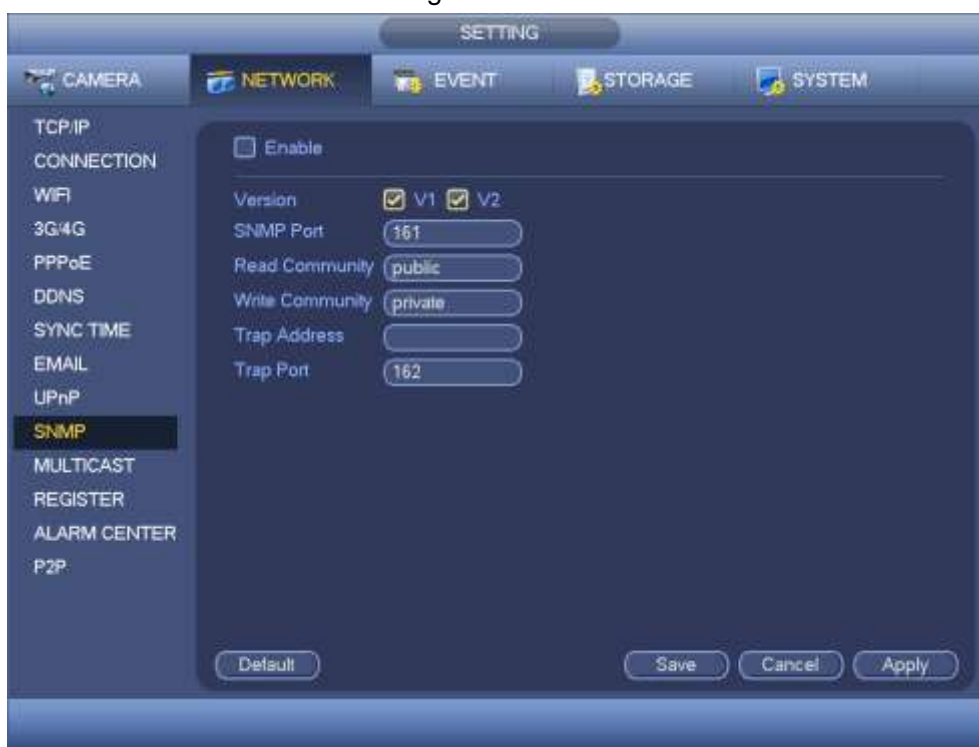 SETTING
CAMERA NETWORK EVENT STORAGE SYSTEM
TCP/IP
CONNECTION
WIFI
3G/4G
PPPoE
DDNS
SYNC TIME
EMAIL
UPnP
SNMP
MULTICAST
REGISTER
ALARM CENTER
P2P
Enable
Version V1 V2
SNMP Port 161
Read Community public
Write Community private
Trap Address
Trap Port 162
Default Save Cancel Apply